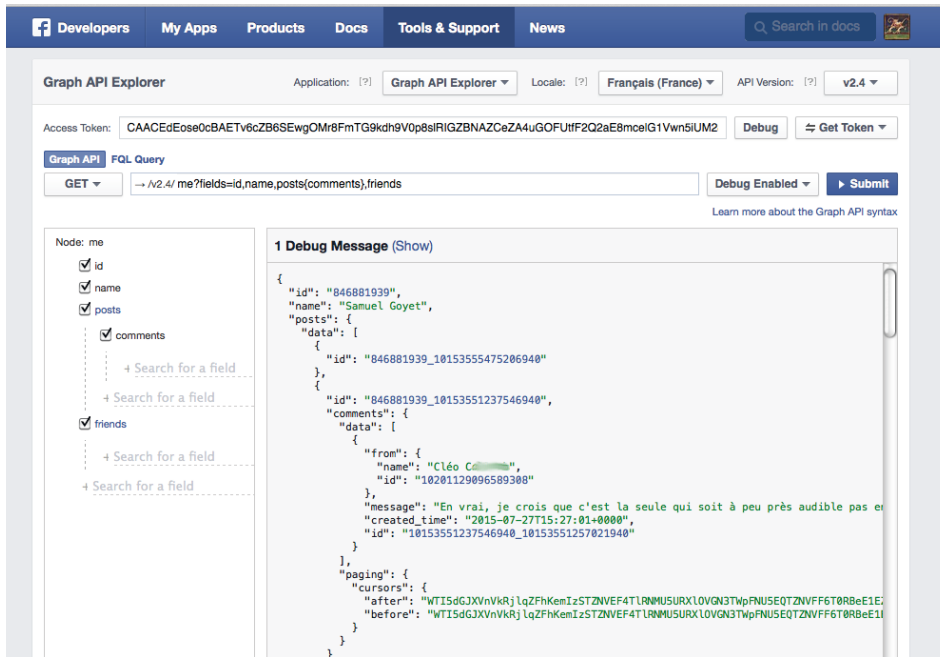 Developers My Apps Products Docs Tools & Support News Search in docs
Graph API Explorer Application: [?] Graph API Explorer Locale: [?] Français (France) API Version: [?] v2.4
Access Token: CAACEdEose0cBAETv6cZB6SEwgOMr8FmTG9kdh9V0p8slRIGZBNAZCeZA4uGOFUtfF2Q2aE8mcelG1Vwn5iUM2 Debug Get Token
Graph API FQL Query
GET → /v2.4/ me?fields=id,name,posts{comments},friends Debug Enabled Submit
Learn more about the Graph API syntax
Node: me
id
name
posts
comments
Search for a field
Search for a field
friends
Search for a field
Search for a field
1 Debug Message (Show)
{
"id": "846881939",
"name": "Samuel Goyet",
"posts": {
"data": [
{
"id": "846881939_10153555475206940"
},
{
"id": "846881939_10153551237546940",
"comments": {
"data": [
{
"from": {
"name": "Cléo
"id": "10201129096589308"
},
"message": "En vrai, je crois que c'est la seule qui soit à peu près audible pas
"created_time": "2015-07-27T15:27:01+0000",
"id": "10153551237546940_10153551257021940"
}
],
"paging": {
"cursors": {
"after":
"before":
}
}
}